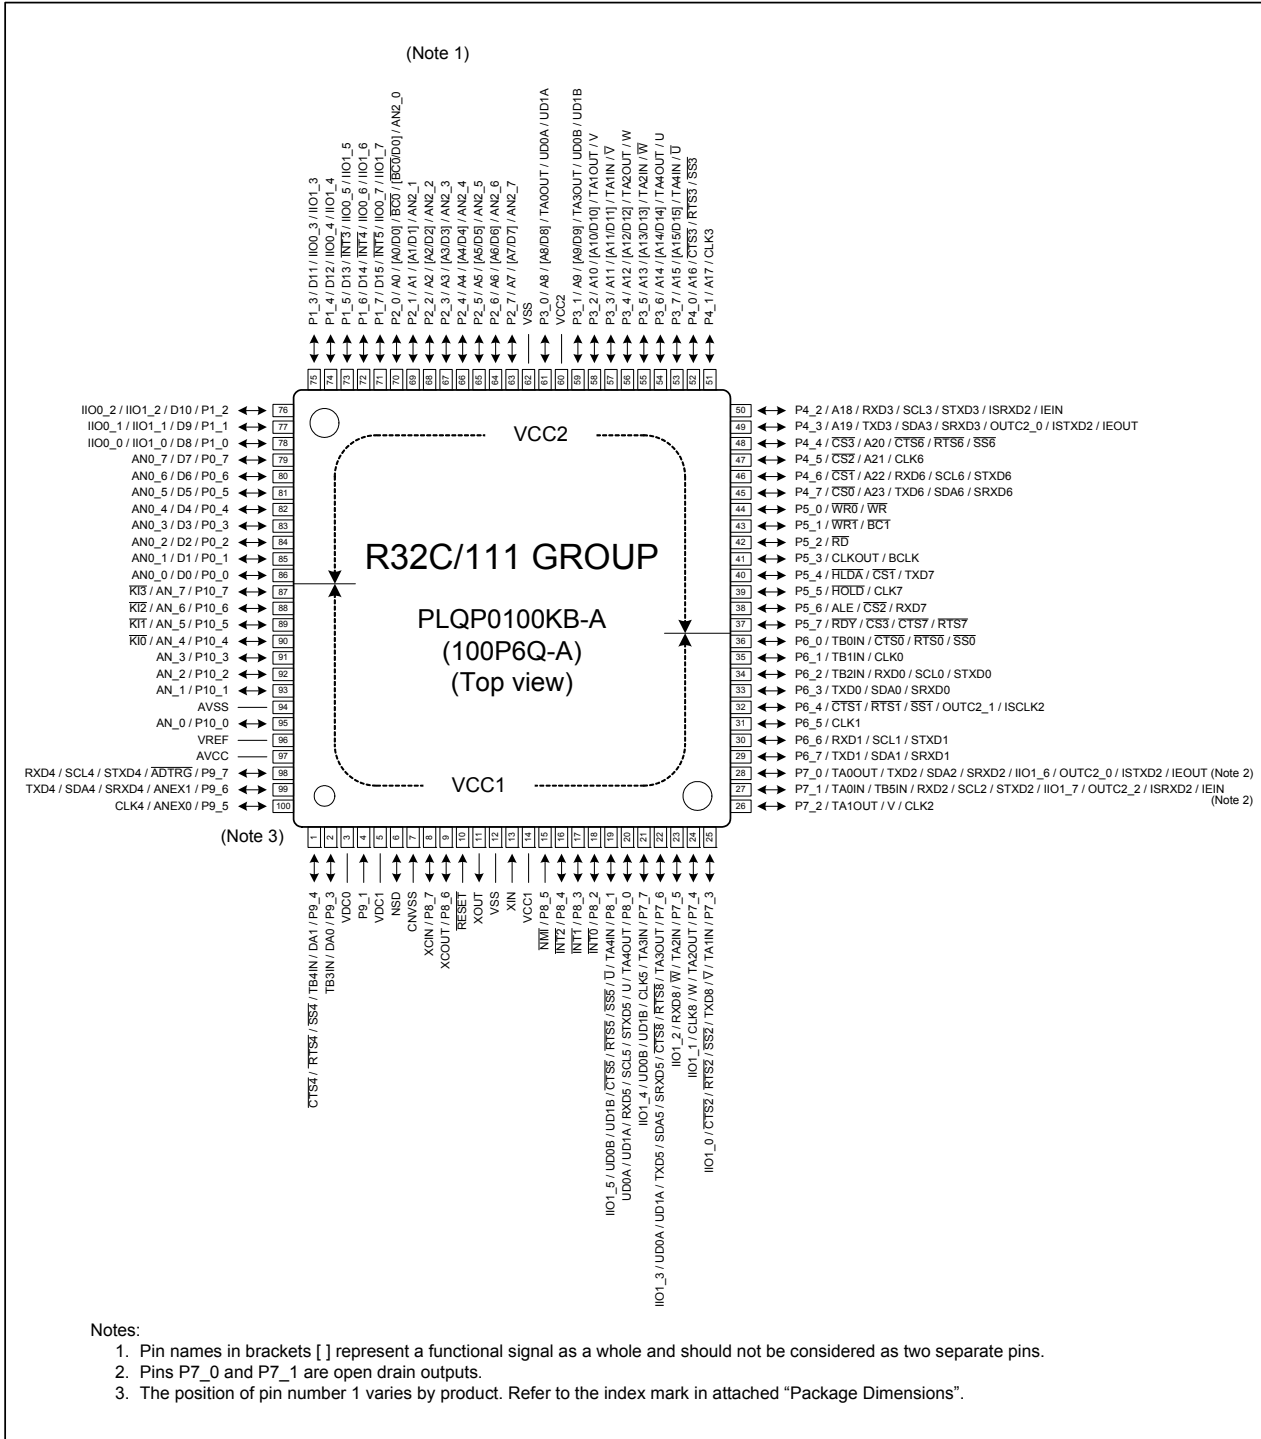 (Note 1)
P1_3 / D11 / IIO0_3 / IIO1_3
P1_4 / D12 / IIO0_4 / IIO1_4
P1_5 / D13 / INT3 / IIO0_5 / IIO1_5
P1_6 / D14 / INT4 / IIO0_6 / IIO1_6
P1_7 / D15 / INT5 / IIO0_7 / IIO1_7
P2_0 / A0 / [A0/D0] / BC0 / [BC0/D0] / AN2_0
P2_1 / A1 / [A1/D1] / AN2_1
P2_2 / A2 / [A2/D2] / AN2_2
P2_3 / A3 / [A3/D3] / AN2_3
P2_4 / A4 / [A4/D4] / AN2_4
P2_5 / A5 / [A5/D5] / AN2_5
P2_6 / A6 / [A6/D6] / AN2_6
P2_7 / A7 / [A7/D7] / AN2_7
VSS
P3_0 / A8 / [A8/D8] / TA0OUT / UD0A / UD1A
VCC2
P3_1 / A9 / [A9/D9] / TA3OUT / UD0B / UD1B
P3_2 / A10 / [A10/D10] / TA1OUT / V
P3_3 / A11 / [A11/D11] / TA1IN / V
P3_4 / A12 / [A12/D12] / TA2OUT / W
P3_5 / A13 / [A13/D13] / TA2IN / W
P3_6 / A14 / [A14/D14] / TA4OUT / U
P3_7 / A15 / [A15/D15] / TA4IN / U
P4_0 / A16 / CTS3 / RTS3 / SS3
P4_1 / A17 / CLK3
75 74 73 72 71 70 69 68 67 66 65 64 63 62 61 60 59 58 57 56 55 54 53 52 51
IIO0_2 / IIO1_2 / D10 / P1_2 76
IIO0_1 / IIO1_1 / D9 / P1_1 77
IIO0_0 / IIO1_0 / D8 / P1_0 78
AN0_7 / D7 / P0_7 79
AN0_6 / D6 / P0_6 80
AN0_5 / D5 / P0_5 81
AN0_4 / D4 / P0_4 82
AN0_3 / D3 / P0_3 83
AN0_2 / D2 / P0_2 84
AN0_1 / D1 / P0_1 85
AN0_0 / D0 / P0_0 86
KI3 / AN_7 / P10_7 87
KI2 / AN_6 / P10_6 88
KI1 / AN_5 / P10_5 89
KI0 / AN_4 / P10_4 90
AN_3 / P10_3 91
AN_2 / P10_2 92
AN_1 / P10_1 93
AVSS 94
AN_0 / P10_0 95
VREF 96
AVCC 97
RXD4 / SCL4 / STXD4 / ADTRG / P9_7 98
TXD4 / SDA4 / SRXD4 / ANEX1 / P9_6 99
CLK4 / ANEX0 / P9_5 100
VCC2
R32C/111 GROUP
PLQP0100KB-A
(100P6Q-A)
(Top view)
VCC1
50 P4_2 / A18 / RXD3 / SCL3 / STXD3 / ISRXD2 / IEIN
49 P4_3 / A19 / TXD3 / SDA3 / SRXD3 / OUTC2_0 / ISTXD2 / IEOUT
48 P4_4 / CS3 / A20 / CTS6 / RTS6 / SS6
47 P4_5 / CS2 / A21 / CLK6
46 P4_6 / CS1 / A22 / RXD6 / SCL6 / STXD6
45 P4_7 / CS0 / A23 / TXD6 / SDA6 / SRXD6
44 P5_0 / WR0 / WR
43 P5_1 / WR1 / BC1
42 P5_2 / RD
41 P5_3 / CLKOUT / BCLK
40 P5_4 / HLDA / CS1 / TXD7
39 P5_5 / HOLD / CLK7
38 P5_6 / ALE / CS2 / RXD7
37 P5_7 / RDY / CS3 / CTS7 / RTS7
36 P6_0 / TB0IN / CTS0 / RTS0 / SS0
35 P6_1 / TB1IN / CLK0
34 P6_2 / TB2IN / RXD0 / SCL0 / STXD0
33 P6_3 / TXD0 / SDA0 / SRXD0
32 P6_4 / CTS1 / RTS1 / SS1 / OUTC2_1 / ISCLK2
31 P6_5 / CLK1
30 P6_6 / RXD1 / SCL1 / STXD1
29 P6_7 / TXD1 / SDA1 / SRXD1
28 P7_0 / TA0OUT / TXD2 / SDA2 / SRXD2 / IIO1_6 / OUTC2_0 / ISTXD2 / IEOUT (Note 2)
27 P7_1 / TA0IN / TB5IN / RXD2 / SCL2 / STXD2 / IIO1_7 / OUTC2_2 / ISRXD2 / IEIN
(Note 2)
26 P7_2 / TA1OUT / V / CLK2
(Note 3)
1 2 3 4 5 6 7 8 9 10 11 12 13 14 15 16 17 18 19 20 21 22 23 24 25
CTS4 / RTS4 / SS4 / TB4IN / DA1 / P9_4
TB3IN / DA0 / P9_3
VDC0
P9_1
VDC1
NSD
CNVSS
XCIN / P8_7
XCOUT / P8_6
RESET
XOUT
VSS
XIN
VCC1
NMI / P8_5
INT2 / P8_4
INT1 / P8_3
INT0 / P8_2
IIO1_5 / UD0B / UD1B / CTS5 / RTS5 / SS5 / U / TA4IN / P8_1
UD0A / UD1A / RXD5 / SCL5 / STXD5 / U / TA4OUT / P8_0
IIO1_4 / UD0B / UD1B / CLK5 / TA3IN / P7_7
IIO1_3 / UD0A / UD1A / TXD5 / SDA5 / SRXD5 / CTS8 / RTS8 / TA3OUT / P7_6
IIO1_2 / RXD8 / W / TA2IN / P7_5
IIO1_1 / CLK8 / W / TA2OUT / P7_4
IIO1_0 / CTS2 / RTS2 / SS2 / TXD8 / V / TA1IN / P7_3
Notes:
1. Pin names in brackets [ ] represent a functional signal as a whole and should not be considered as two separate pins.
2. Pins P7_0 and P7_1 are open drain outputs.
3. The position of pin number 1 varies by product. Refer to the index mark in attached “Package Dimensions”.